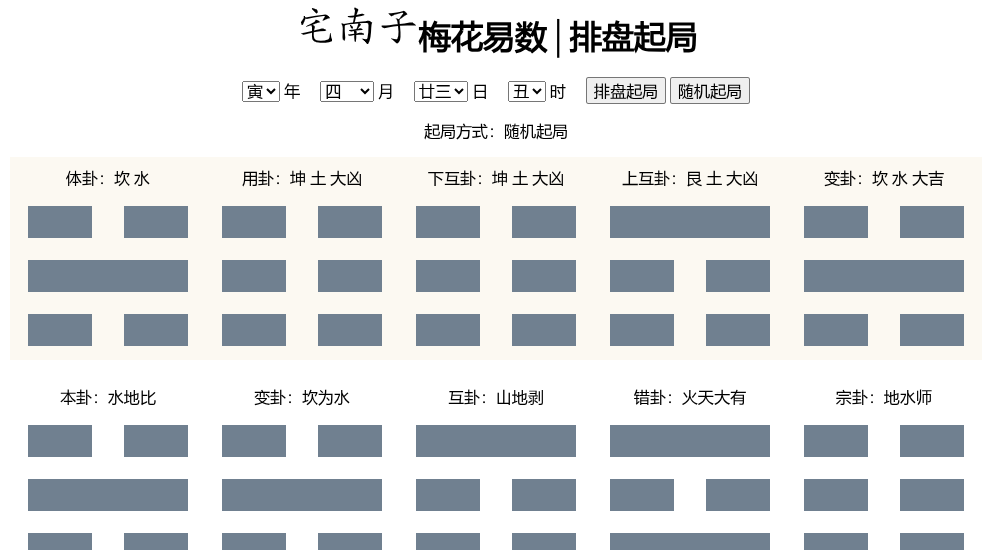 宅南子梅花易数 | 排盘起局
寅 年 四 月 廿三 日 丑 时 排盘起局 随机起局
起局方式：随机起局
体卦：坎 水 用卦：坤 土 大凶 下互卦：坤 土 大凶 上互卦：艮 土 大凶 变卦：坎 水 大吉
本卦：水地比 变卦：坎为水 互卦：山地剥 错卦：火天大有 宗卦：地水师